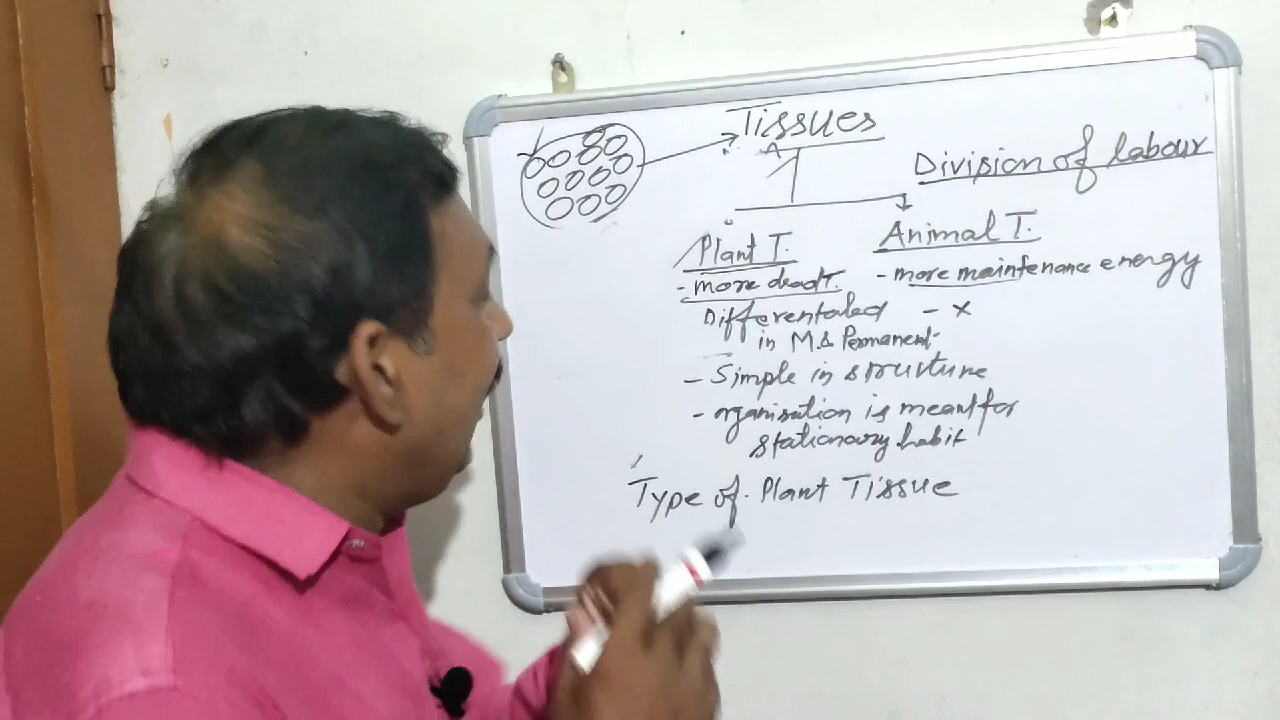 Tissues
Division of labour
Plant T.
Animal T.
- more dead T.
- more maintenance energy
Differentaled - x
in M. & Permanent
- Simple in structure
- organisation is meant for
stationary habit
Type of Plant Tissue